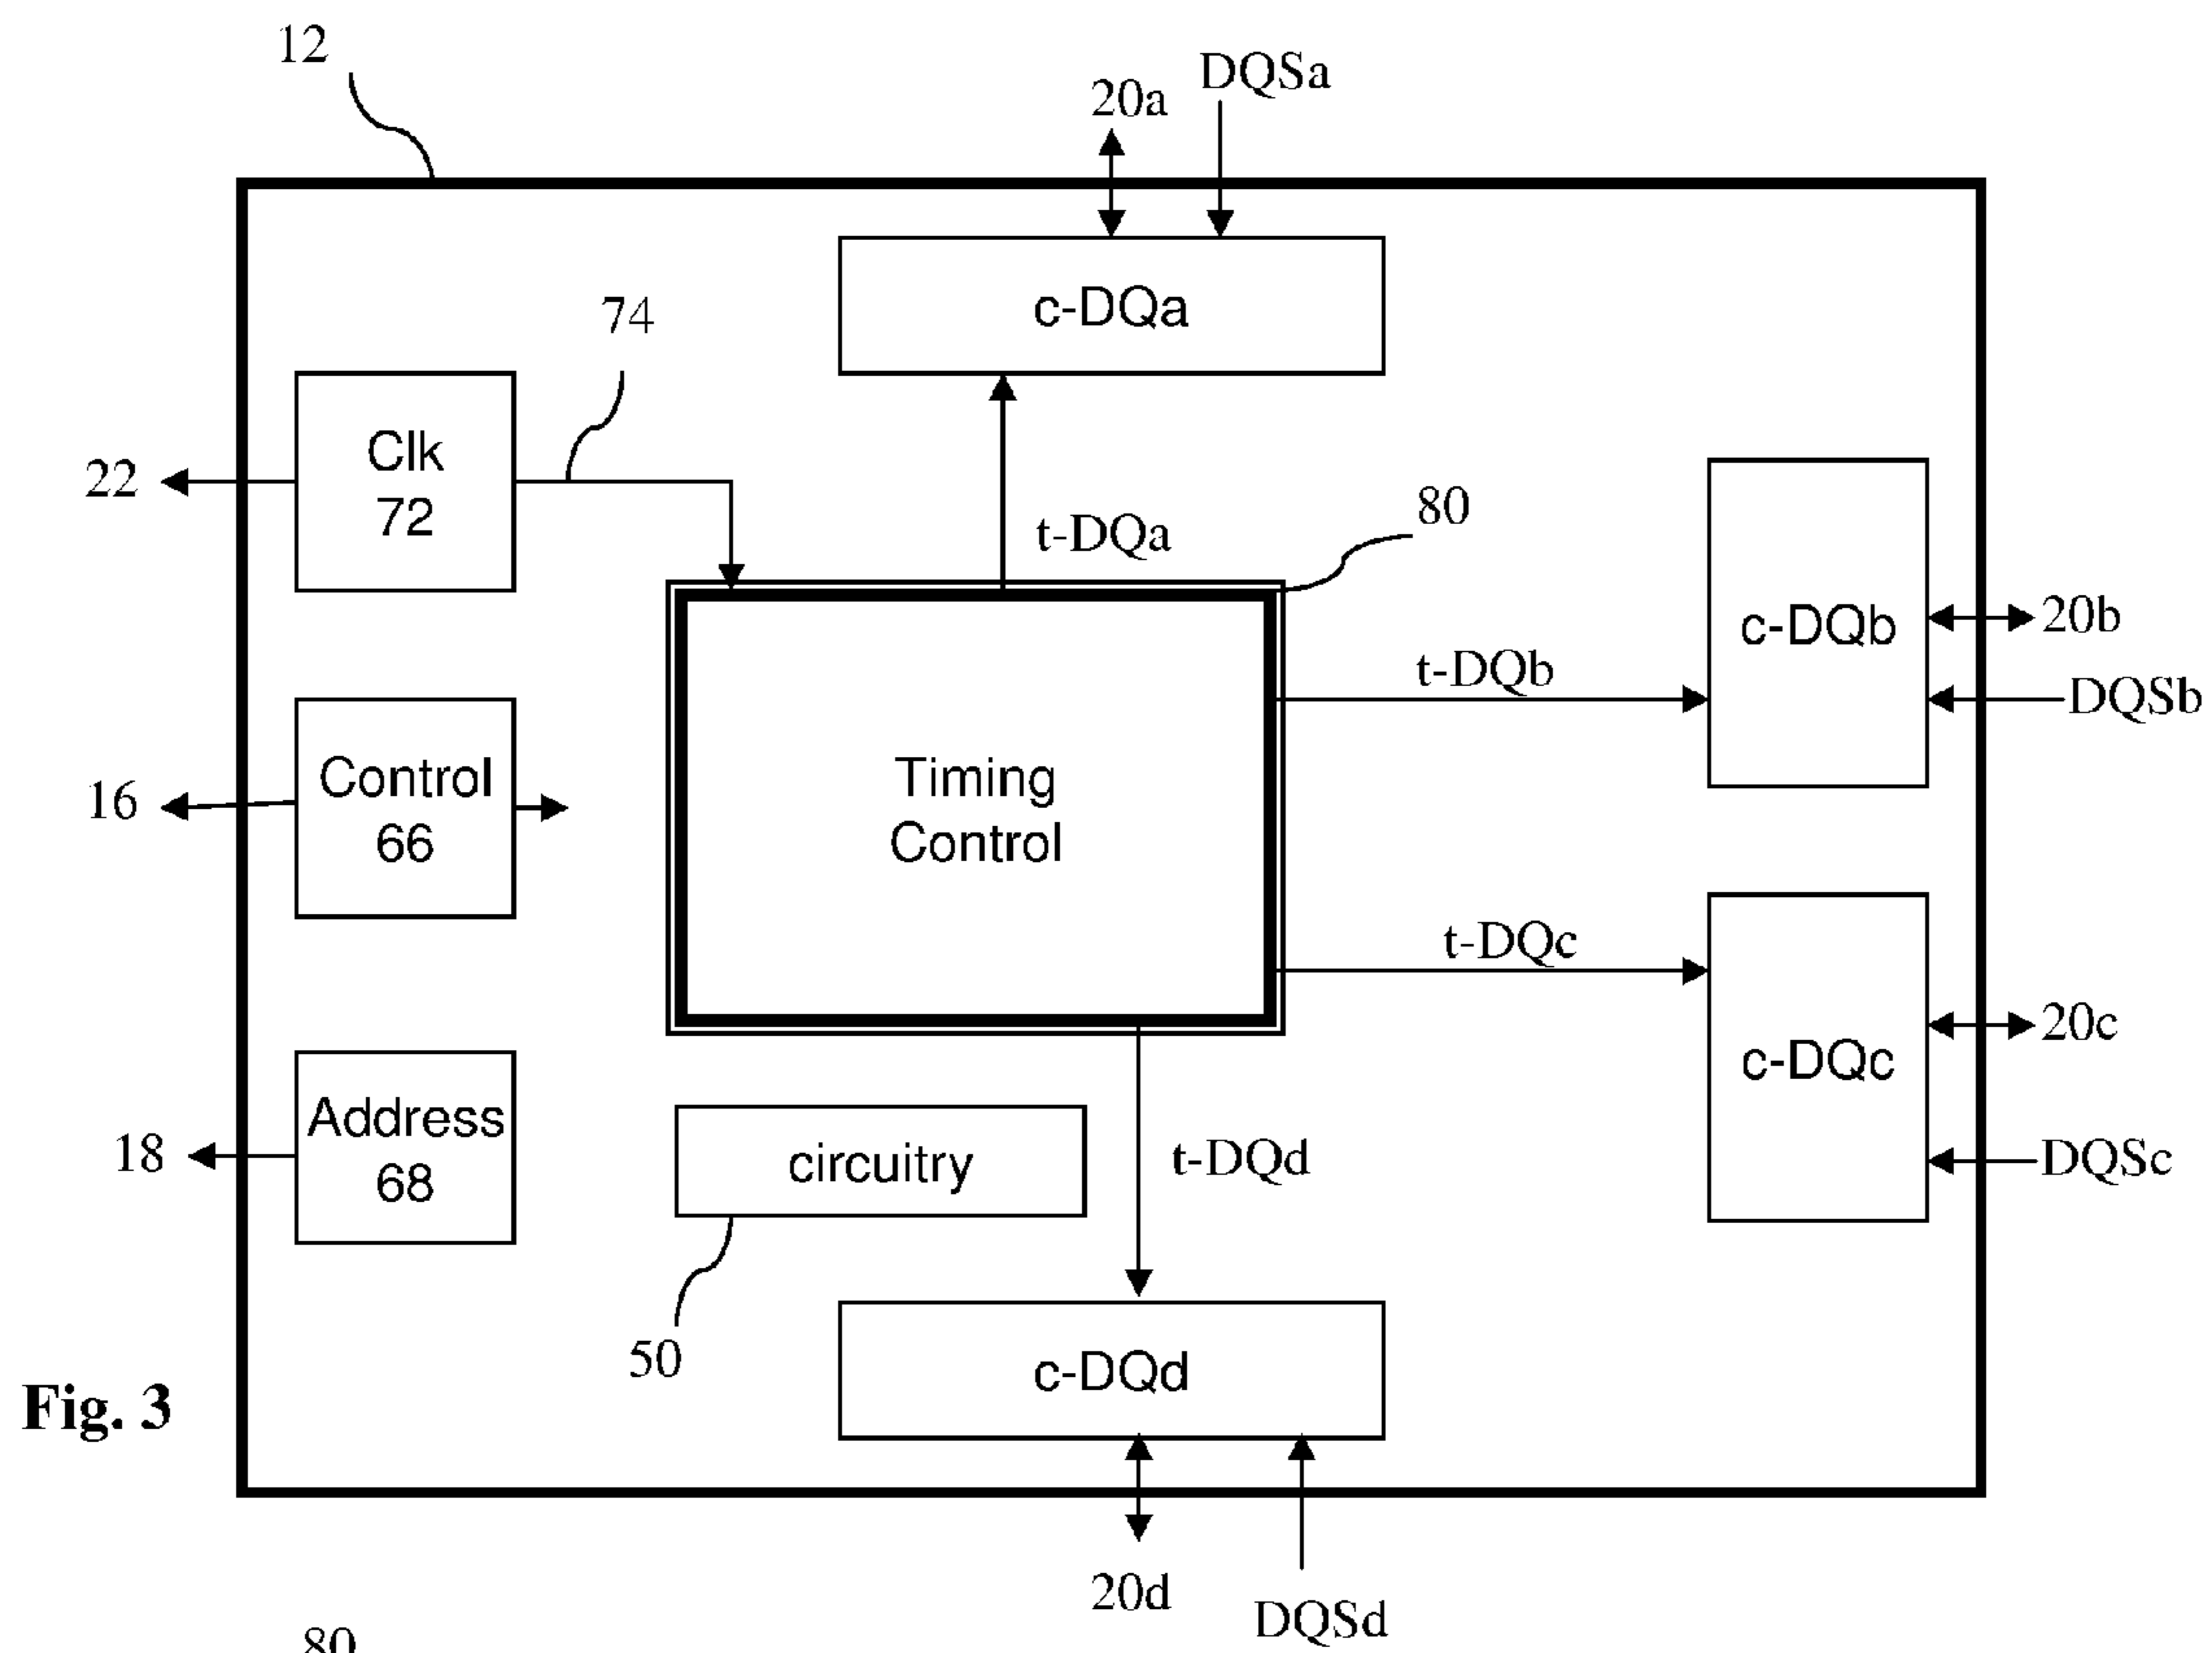 12
20a
DQSa
c-DQa
74
Clk
72
22
t-DQa
80
c-DQb
20b
t-DQb
DQSb
Control
66
16
Timing
Control
t-DQc
c-DQc
20c
Address
68
18
circuitry
t-DQd
DQSc
50
c-DQd
Fig. 3
20d
DQSd
80